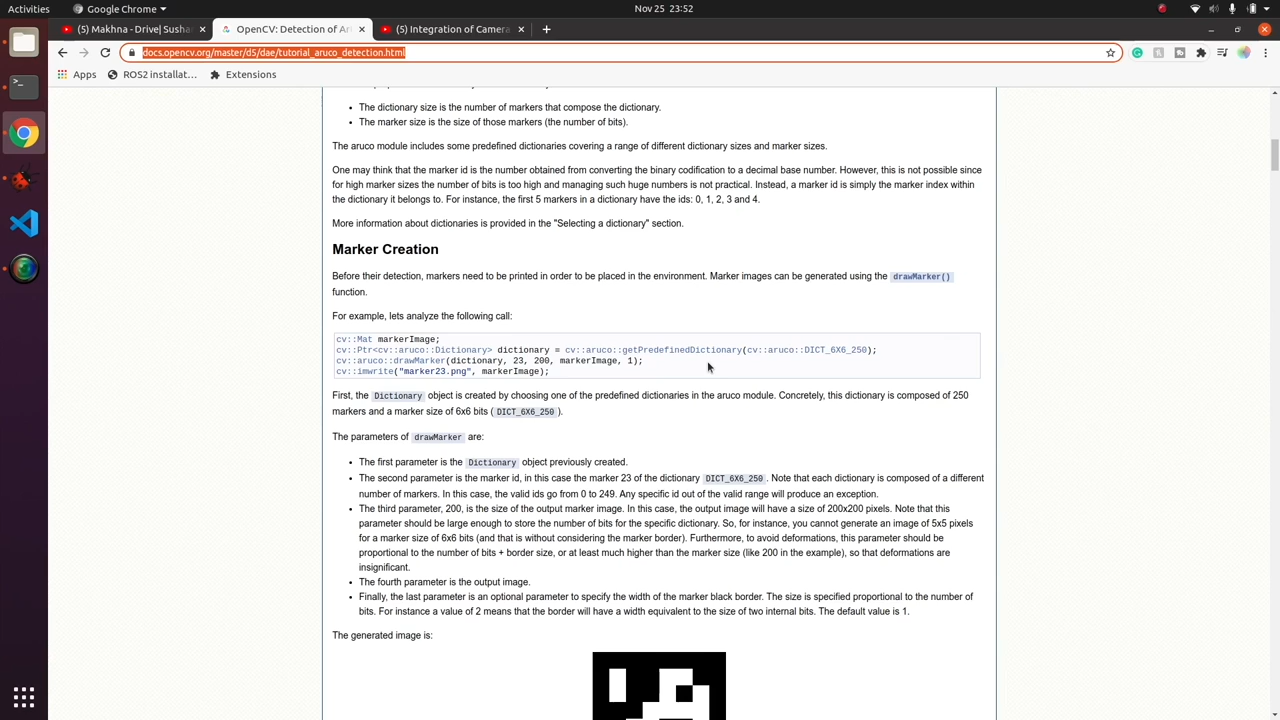 Activities Google Chrome Nov 25 23:52
(5) Makhna - Drive| Susha OpenCV: Detection of Ar (5) Integration of Camera
docs.opencv.org/master/d5/dae/tutorial_aruco_detection.html
Apps ROS2 installat… Extensions
• The dictionary size is the number of markers that compose the dictionary.
• The marker size is the size of those markers (the number of bits).
The aruco module includes some predefined dictionaries covering a range of different dictionary sizes and marker sizes.
One may think that the marker id is the number obtained from converting the binary codification to a decimal base number. However, this is not possible since
for high marker sizes the number of bits is too high and managing such huge numbers is not practical. Instead, a marker id is simply the marker index within
the dictionary it belongs to. For instance, the first 5 markers in a dictionary have the ids: 0, 1, 2, 3 and 4.
More information about dictionaries is provided in the "Selecting a dictionary" section.
Marker Creation
Before their detection, markers need to be printed in order to be placed in the environment. Marker images can be generated using the drawMarker()
function.
For example, lets analyze the following call:
cv::Mat markerImage;
cv::Ptr<cv::aruco::Dictionary> dictionary = cv::aruco::getPredefinedDictionary(cv::aruco::DICT_6X6_250);
cv::aruco::drawMarker(dictionary, 23, 200, markerImage, 1);
cv::imwrite("marker23.png", markerImage);
First, the Dictionary object is created by choosing one of the predefined dictionaries in the aruco module. Concretely, this dictionary is composed of 250
markers and a marker size of 6x6 bits (DICT_6X6_250).
The parameters of drawMarker are:
• The first parameter is the Dictionary object previously created.
• The second parameter is the marker id, in this case the marker 23 of the dictionary DICT_6X6_250. Note that each dictionary is composed of a different
number of markers. In this case, the valid ids go from 0 to 249. Any specific id out of the valid range will produce an exception.
• The third parameter, 200, is the size of the output marker image. In this case, the output image will have a size of 200x200 pixels. Note that this
parameter should be large enough to store the number of bits for the specific dictionary. So, for instance, you cannot generate an image of 5x5 pixels
for a marker size of 6x6 bits (and that is without considering the marker border). Furthermore, to avoid deformations, this parameter should be
proportional to the number of bits + border size, or at least much higher than the marker size (like 200 in the example), so that deformations are
insignificant.
• The fourth parameter is the output image.
• Finally, the last parameter is an optional parameter to specify the width of the marker black border. The size is specified proportional to the number of
bits. For instance a value of 2 means that the border will have a width equivalent to the size of two internal bits. The default value is 1.
The generated image is: